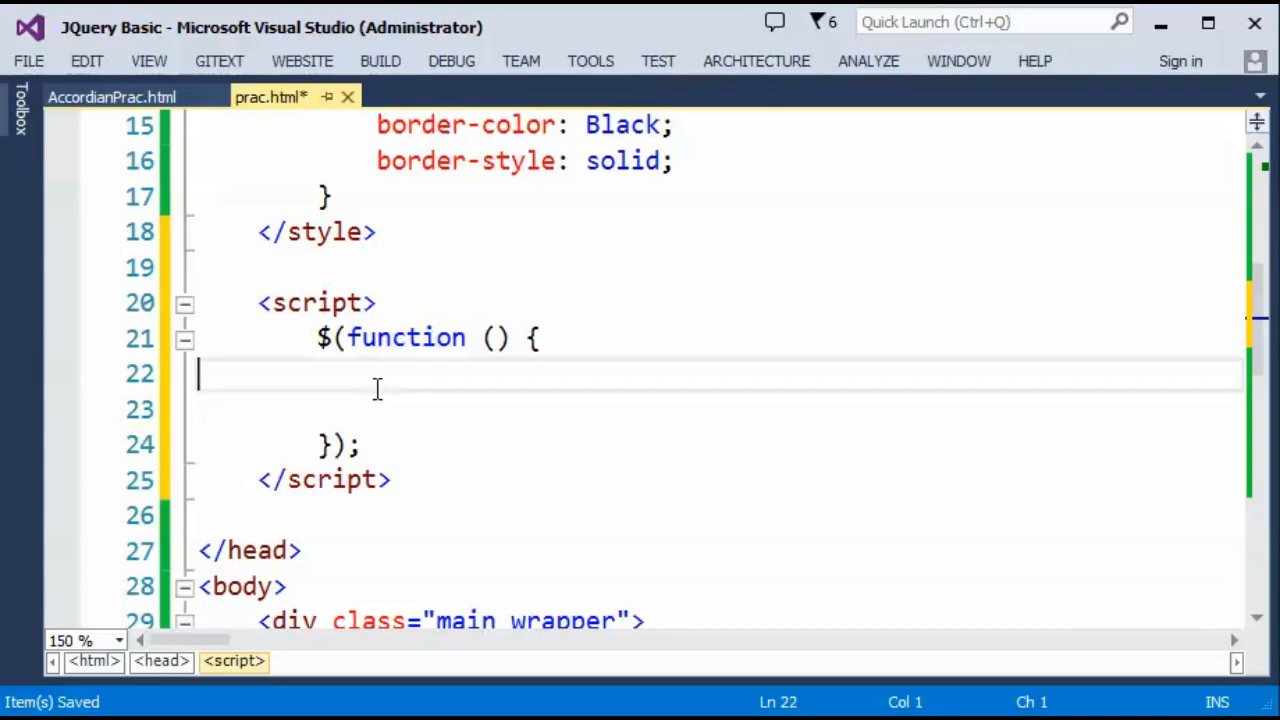 JQuery Basic - Microsoft Visual Studio (Administrator)
6
Quick Launch (Ctrl+Q)
FILE EDIT VIEW GITEXT WEBSITE BUILD DEBUG TEAM TOOLS TEST ARCHITECTURE ANALYZE WINDOW HELP Sign in
Toolbox
AccordianPrac.html prac.html*
15 border-color: Black;
16 border-style: solid;
17 }
18 </style>
19
20 <script>
21 $(function () {
22
23
24 });
25 </script>
26
27 </head>
28 <body>
29 <div class="main wrapper">
150 %
<html> <head> <script>
Item(s) Saved Ln 22 Col 1 Ch 1 INS